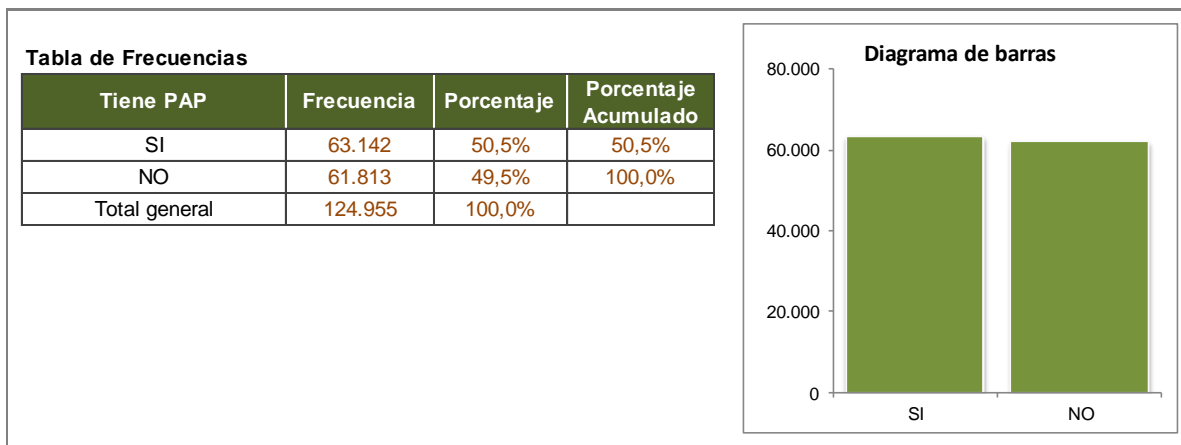 Tabla de Frecuencias
Tiene PAP Frecuencia Porcentaje Porcentaje
Acumulado
SI 63.142 50,5% 50,5%
NO 61.813 49,5% 100,0%
Total general 124.955 100,0%
Diagrama de barras
80.000
60.000
40.000
20.000
0
SI NO